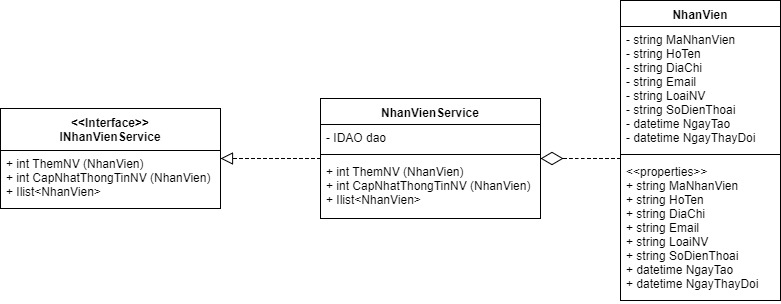 <<Interface>>
INhanVienService
+ int ThemNV (NhanVien)
+ int CapNhatThongTinNV (NhanVien)
+ Ilist<NhanVien>
NhanVienService
- IDAO dao
+ int ThemNV (NhanVien)
+ int CapNhatThongTinNV (NhanVien)
+ Ilist<NhanVien>
NhanVien
- string MaNhanVien
- string HoTen
- string DiaChi
- string Email
- string LoaiNV
- string SoDienThoai
- datetime NgayTao
- datetime NgayThayDoi
<<properties>>
+ string MaNhanVien
+ string HoTen
+ string DiaChi
+ string Email
+ string LoaiNV
+ string SoDienThoai
+ datetime NgayTao
+ datetime NgayThayDoi